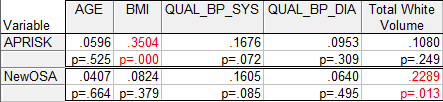 Variable AGE BMI QUAL_BP_SYS QUAL_BP_DIA Total White Volume
APRISK .0596 .3504 .1676 .0953 .1080
p=.525 p=.000 p=.072 p=.309 p=.249
NewOSA .0407 .0824 .1605 .0640 .2289
p=.664 p=.379 p=.085 p=.495 p=.013